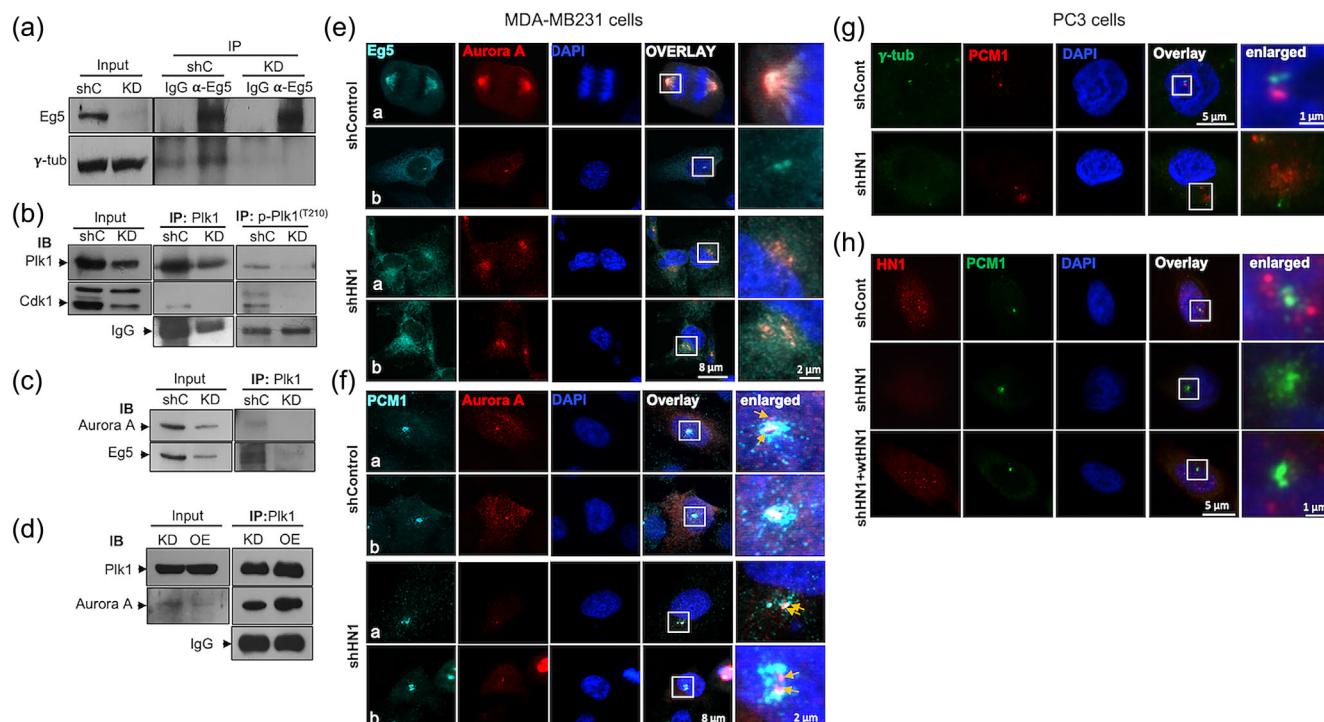 MDA-MB231 cells
PC3 cells
(a)
IP
Input
shC
KD
shC KD
IgG α-Eg5 IgG α-Eg5
Eg5
γ-tub
(b)
Input
IP: Plk1
IP: p-Plk1(T210)
IB
shC KD
shC KD
shC KD
Plk1
Cdk1
IgG
(c)
Input
IP: Plk1
IB
shC KD
shC KD
Aurora A
Eg5
(d)
Input
IP:Plk1
IB
KD OE
KD OE
Plk1
Aurora A
IgG
(e)
Eg5
Aurora A
DAPI
OVERLAY
shControl
a
b
shHN1
a
b
8 µm
2 µm
(f)
PCM1
Aurora A
DAPI
Overlay
enlarged
shControl
a
b
shHN1
a
b
8 µm
2 µm
(g)
γ-tub
PCM1
DAPI
Overlay
enlarged
shCont
5 µm
1 µm
shHN1
(h)
HN1
PCM1
DAPI
Overlay
enlarged
shCont
shHN1
shHN1+wtHN1
5 µm
1 µm